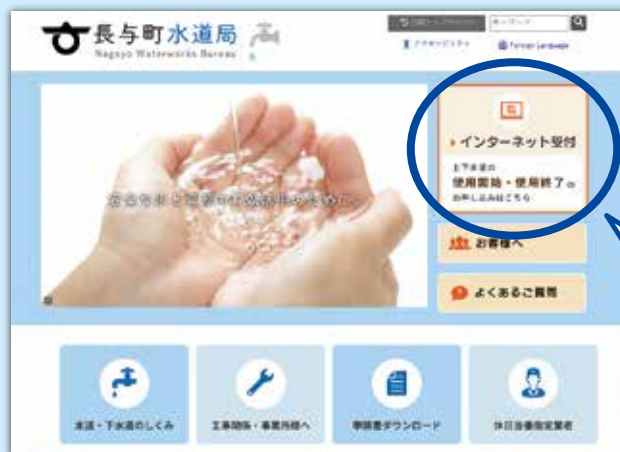 長与町水道局
Nagayo Waterworks Bureau
キーワード
アクセシビリティ
Foreign Language
インターネット受付
上下水道の
使用開始・使用終了の
お申し込みはこちら
お客様へ
よくあるご質問
水道・下水道のしくみ
工事関係・事業所様へ
申請書ダウンロード
休日当番指定業者